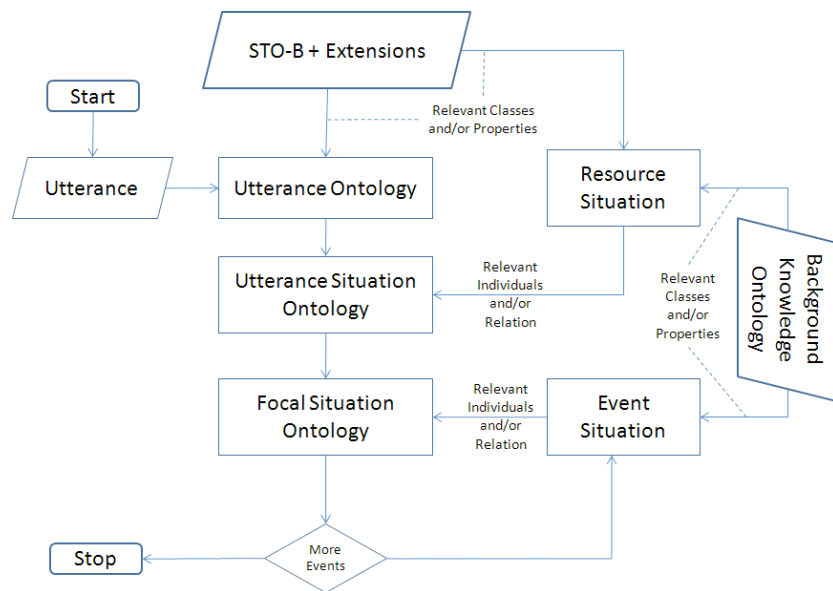 STO-B + Extensions
Start
Relevant Classes
and/or Properties
Utterance
Utterance Ontology
Resource
Situation
Background
Knowledge
Ontology
Utterance Situation
Ontology
Relevant
Individuals
and/or
Relation
Relevant
Classes
and/or
Properties
Focal Situation
Ontology
Relevant
Individuals
and/or
Relation
Event
Situation
More
Events
Stop